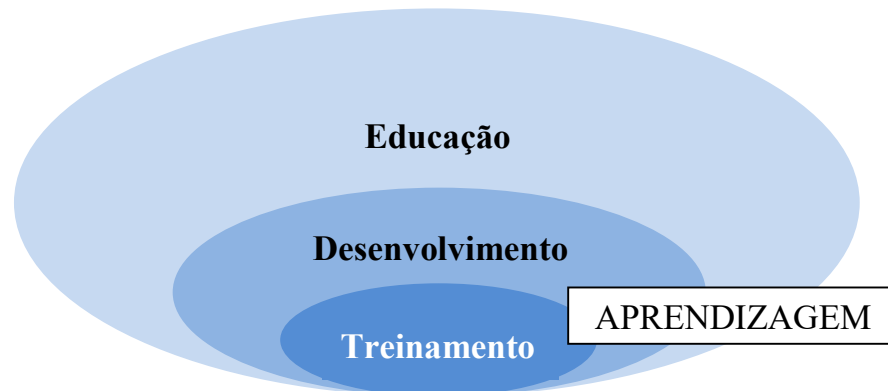 Educação
Desenvolvimento
APRENDIZAGEM
Treinamento